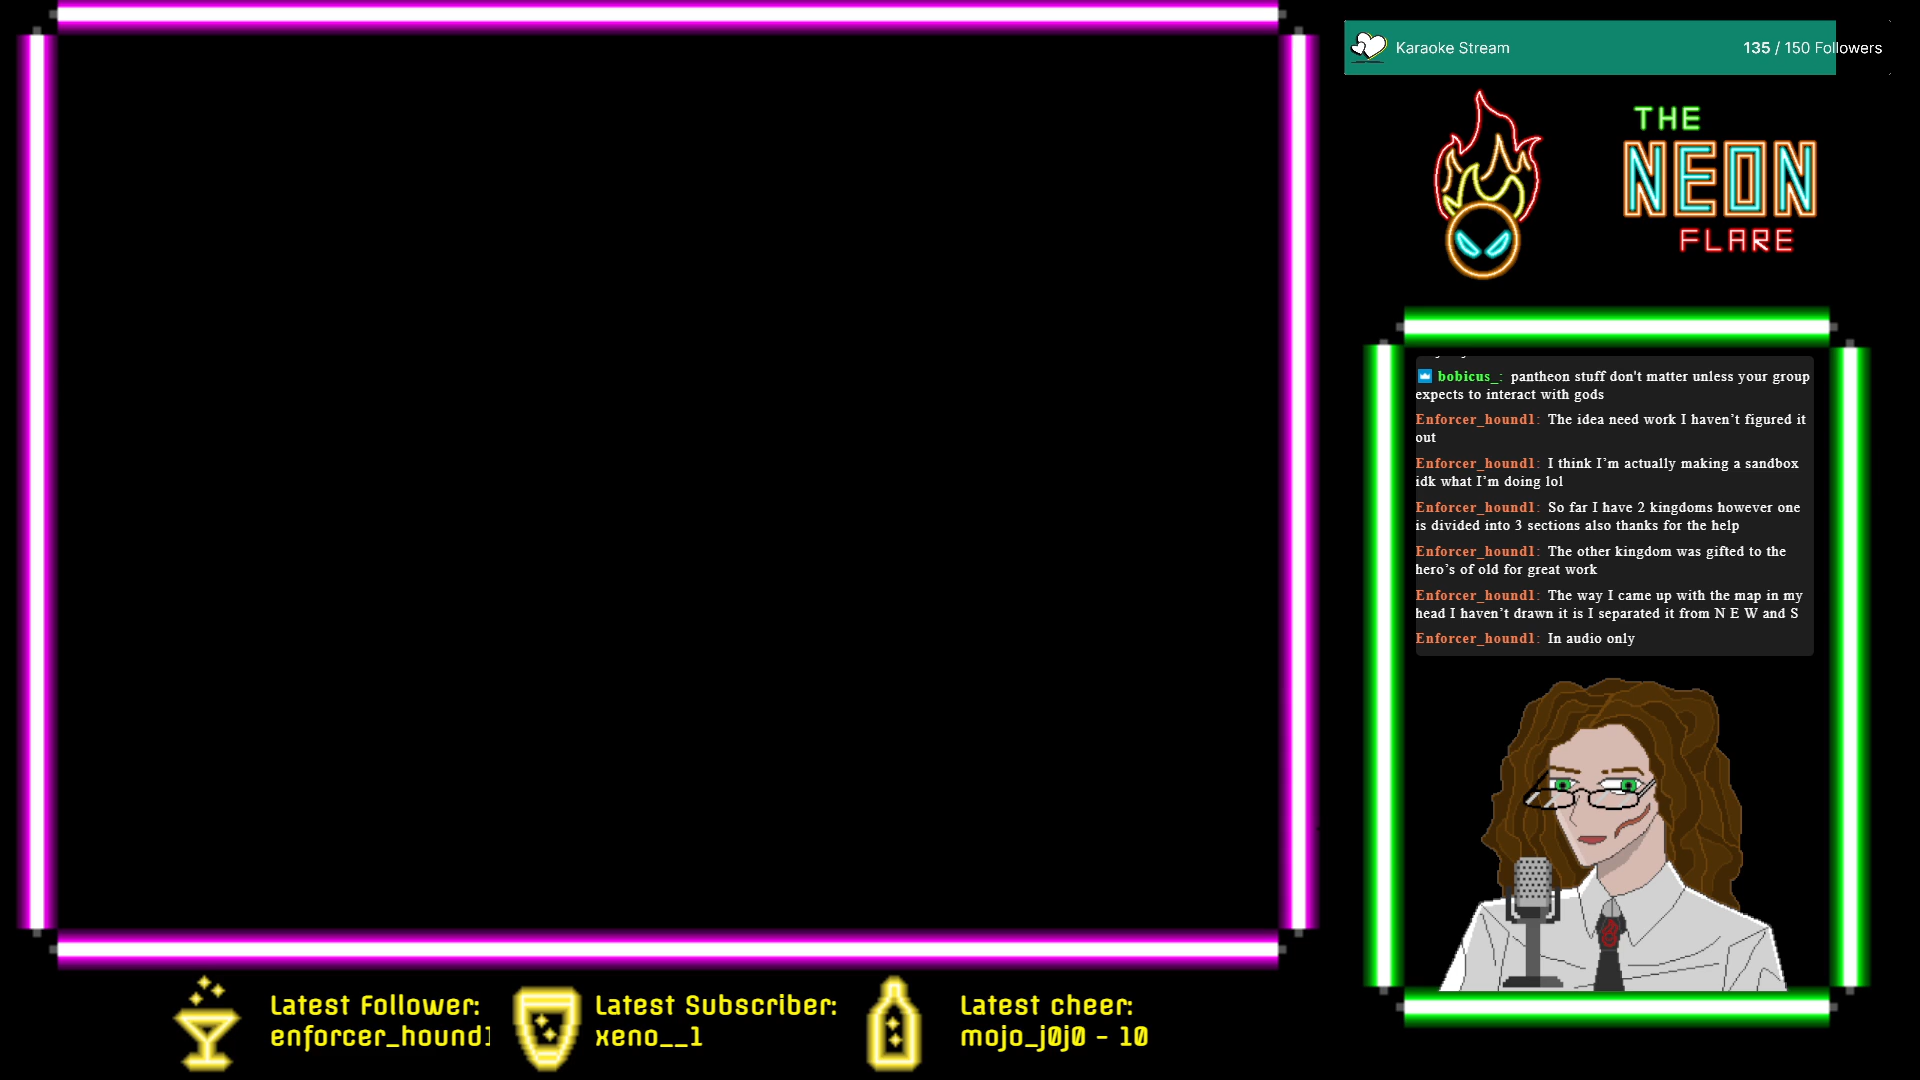 Karaoke Stream
135 / 150 Followers
THE
NEON
FLARE
bobicus_: pantheon stuff don't matter unless your group
expects to interact with gods
Enforcer_hound1: The idea need work I haven’t figured it
out
Enforcer_hound1: I think I’m actually making a sandbox
idk what I’m doing lol
Enforcer_hound1: So far I have 2 kingdoms however one
is divided into 3 sections also thanks for the help
Enforcer_hound1: The other kingdom was gifted to the
hero’s of old for great work
Enforcer_hound1: The way I came up with the map in my
head I haven’t drawn it is I separated it from N E W and S
Enforcer_hound1: In audio only
Latest Follower:
enforcer_hound1
Latest Subscriber:
xeno__1
Latest cheer:
mojo_j0j0 - 10